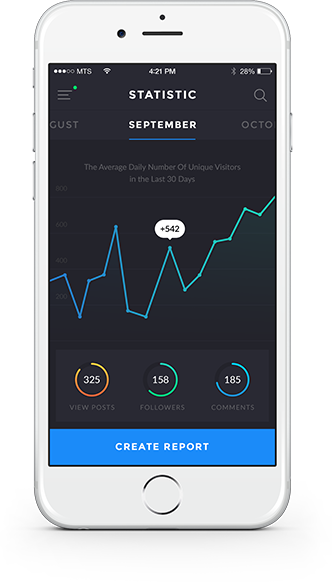 MTS 4:21 PM 28%
STATISTIC
GUST SEPTEMBER OCTO
The Average Daily Number Of Unique Visitors
in the Last 30 Days
800
600
+542
400
200
325 158 185
VIEW POSTS FOLLOWERS COMMENTS
CREATE REPORT